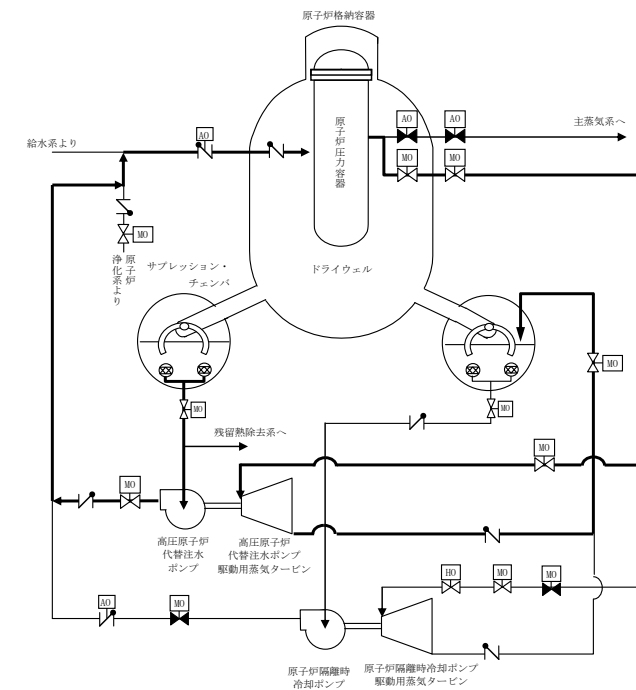 原子炉格納容器
原子炉圧力容器
AO
AO
主蒸気系へ
MO
MO
給水系より
AO
MO
原子炉
浄化系より
サプレッション・
チェンバ
ドライウェル
MO
MO
MO
残留熱除去系へ
MO
MO
高圧原子炉
代替注水
ポンプ
高圧原子炉
代替注水ポンプ
駆動用蒸気タービン
HO
MO
MO
AO
MO
原子炉隔離時
冷却ポンプ
原子炉隔離時冷却ポンプ
駆動用蒸気タービン